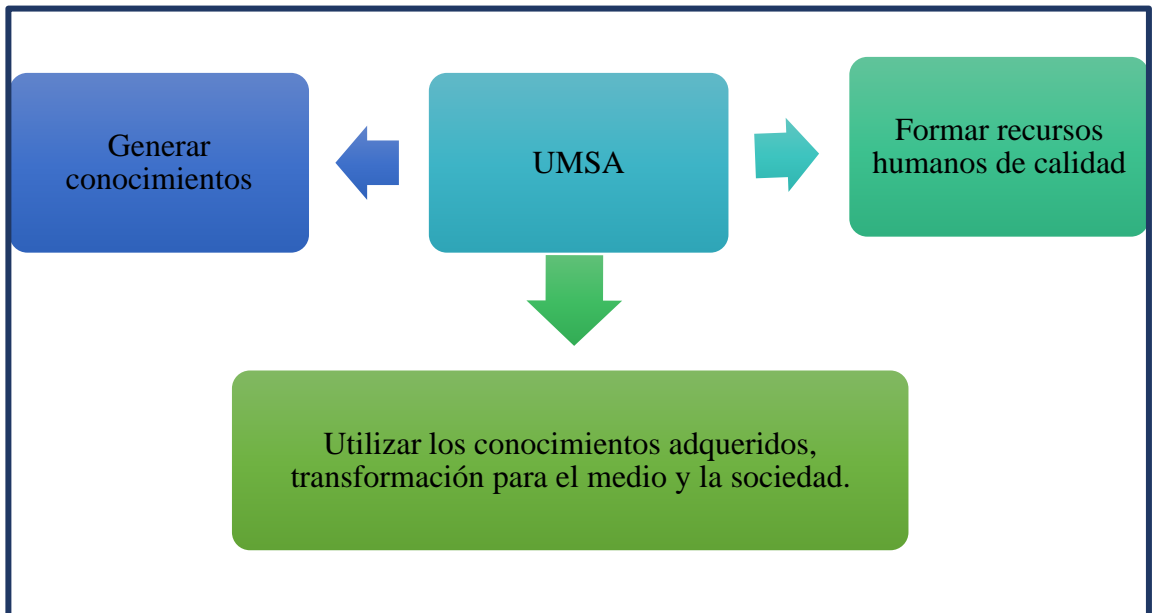 Generar
conocimientos
UMSA
Formar recursos
humanos de calidad
Utilizar los conocimientos adqueridos,
transformación para el medio y la sociedad.